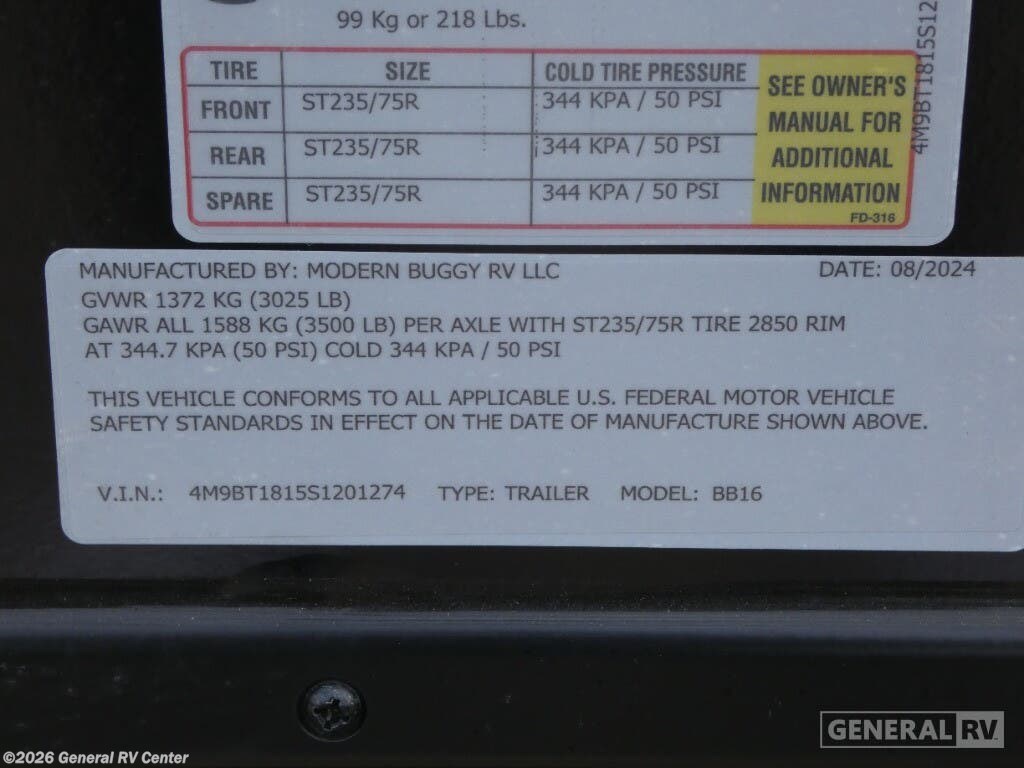 99 Kg or 218 Lbs.
TIRE SIZE COLD TIRE PRESSURE
FRONT ST235/75R 344 KPA / 50 PSI
REAR ST235/75R 344 KPA / 50 PSI
SPARE ST235/75R 344 KPA / 50 PSI
SEE OWNER'S
MANUAL FOR
ADDITIONAL
INFORMATION
FD-316
4M9BT1815S12
MANUFACTURED BY: MODERN BUGGY RV LLC DATE: 08/2024
GVWR 1372 KG (3025 LB)
GAWR ALL 1588 KG (3500 LB) PER AXLE WITH ST235/75R TIRE 2850 RIM
AT 344.7 KPA (50 PSI) COLD 344 KPA / 50 PSI
THIS VEHICLE CONFORMS TO ALL APPLICABLE U.S. FEDERAL MOTOR VEHICLE
SAFETY STANDARDS IN EFFECT ON THE DATE OF MANUFACTURE SHOWN ABOVE.
V.I.N.: 4M9BT1815S1201274 TYPE: TRAILER MODEL: BB16
GENERAL RV
©2026 General RV Center